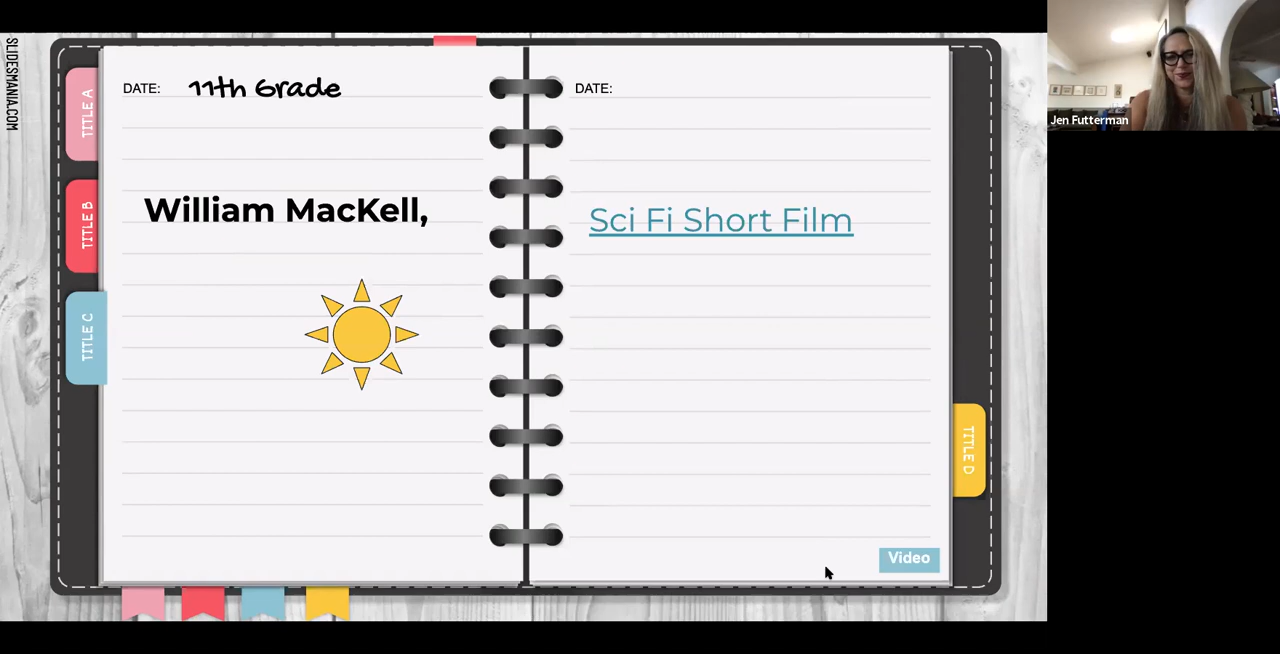 SLIDESMANIA.COM
TITLE A
TITLE B
TITLE C
DATE: 11th Grade
William MacKell,
DATE:
Sci Fi Short Film
TITLE D
Video
Jen Futterman